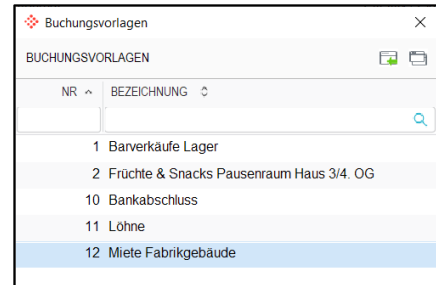 Buchungsvorlagen
BUCHUNGSVORLAGEN
NR BEZEICHNUNG
1 Barverkäufe Lager
2 Früchte & Snacks Pausenraum Haus 3/4. OG
10 Bankabschluss
11 Löhne
12 Miete Fabrikgebäude